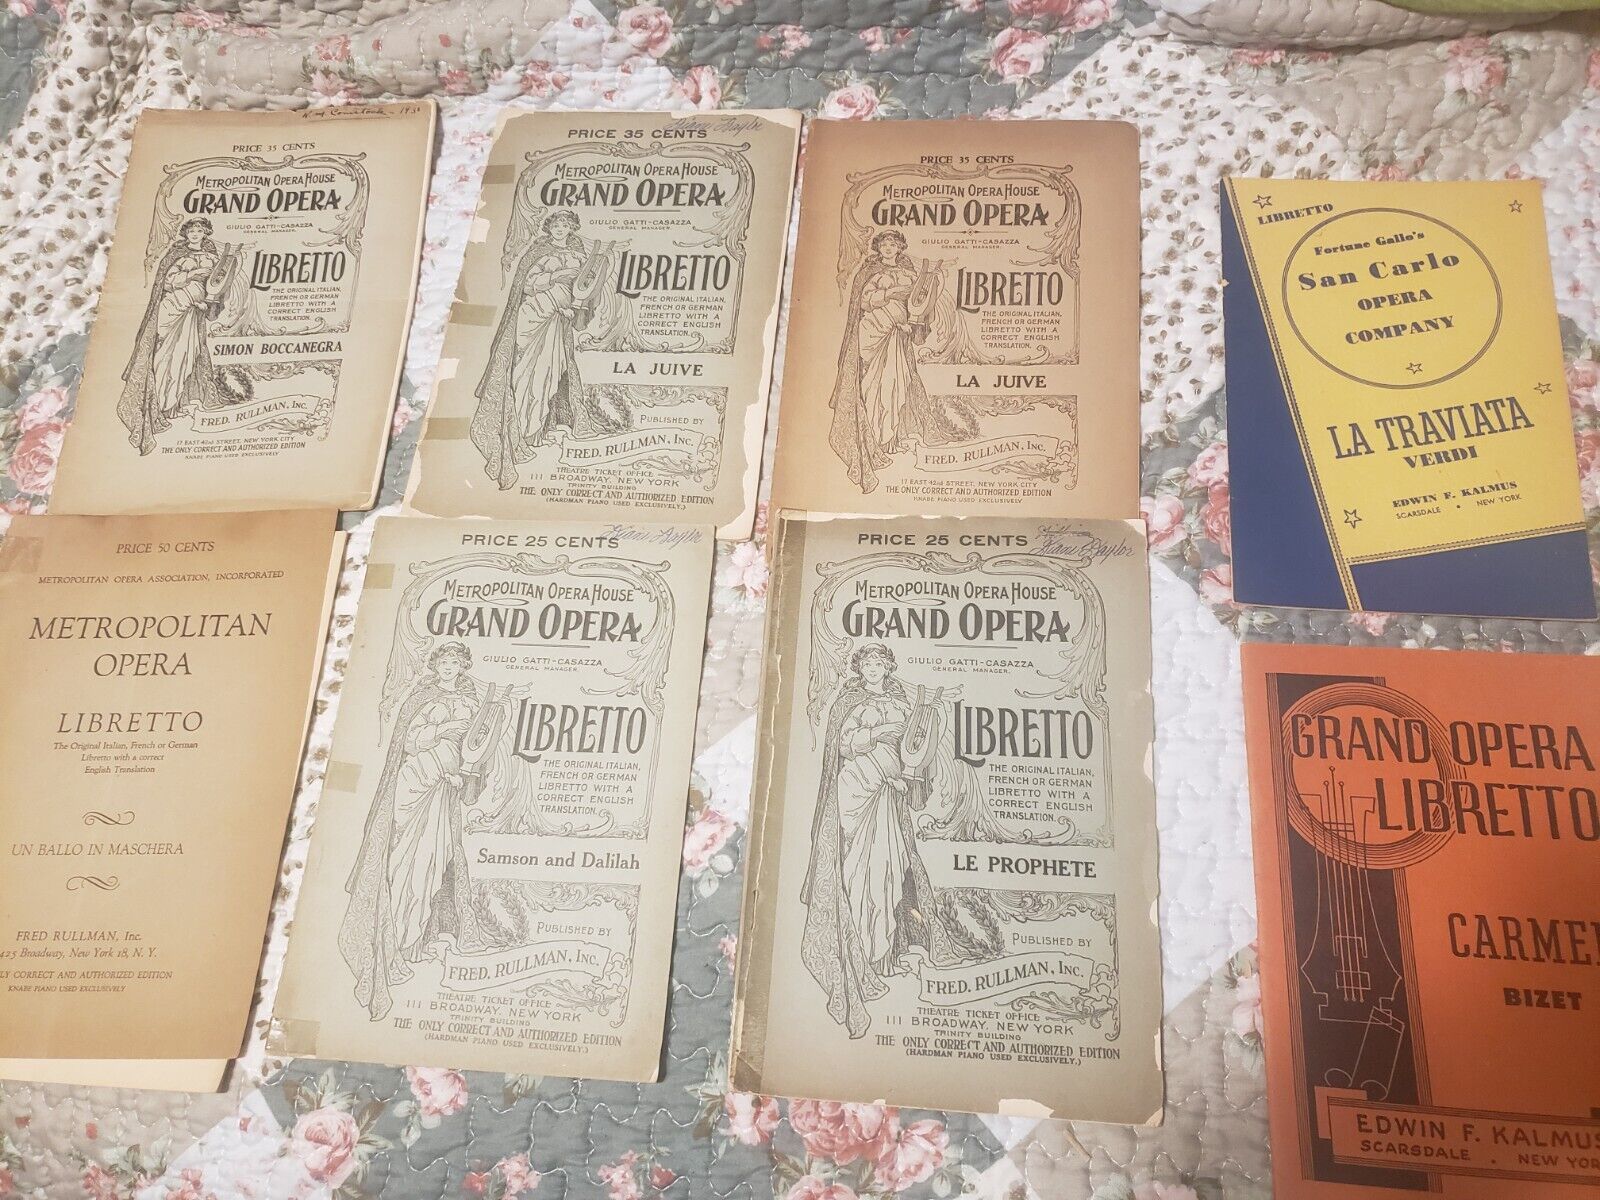 1930
PRICE 35 CENTS
METROPOLITAN OPERA HOUSE
GRAND OPERA
GIULIO GATTI-CASAZZA
GENERAL MANAGER.
LIBRETTO
THE ORIGINAL ITALIAN,
FRENCH OR GERMAN
LIBRETTO WITH A
CORRECT ENGLISH
TRANSLATION.
SIMON BOCCANEGRA
FRED. RULLMAN, INC.
17 EAST 42ND STREET, NEW YORK CITY
THE ONLY CORRECT AND AUTHORIZED EDITION
KNABE PIANO USED EXCLUSIVELY
PRICE 35 CENTS
METROPOLITAN OPERA HOUSE
GRAND OPERA
GIULIO GATTI-CASAZZA
GENERAL MANAGER.
LIBRETTO
THE ORIGINAL ITALIAN,
FRENCH OR GERMAN
LIBRETTO WITH A
CORRECT ENGLISH
TRANSLATION.
LA JUIVE
PUBLISHED BY
FRED. RULLMAN, INC.
THEATRE TICKET OFFICE
111 BROADWAY, NEW YORK
TRINITY BUILDING
THE ONLY CORRECT AND AUTHORIZED EDITION
(HARDMAN PIANO USED EXCLUSIVELY.)
PRICE 35 CENTS
METROPOLITAN OPERA HOUSE
GRAND OPERA
GIULIO GATTI-CASAZZA
GENERAL MANAGER.
LIBRETTO
THE ORIGINAL ITALIAN,
FRENCH OR GERMAN
LIBRETTO WITH A
CORRECT ENGLISH
TRANSLATION.
LA JUIVE
FRED. RULLMAN, INC.
17 EAST 42ND STREET, NEW YORK CITY
THE ONLY CORRECT AND AUTHORIZED EDITION
KNABE PIANO USED EXCLUSIVELY
LIBRETTO
Fortune Gallo's
San Carlo
OPERA
COMPANY
LA TRAVIATA
VERDI
EDWIN F. KALMUS
SCARSDALE • NEW YORK
PRICE 50 CENTS
METROPOLITAN OPERA ASSOCIATION, INCORPORATED
METROPOLITAN
OPERA
LIBRETTO
The Original Italian, French or German
Libretto with a correct
English Translation
UN BALLO IN MASCHERA
FRED RULLMAN, Inc.
425 Broadway, New York 18, N. Y.
LY CORRECT AND AUTHORIZED EDITION
KNABE PIANO USED EXCLUSIVELY
PRICE 25 CENTS
METROPOLITAN OPERA HOUSE
GRAND OPERA
GIULIO GATTI-CASAZZA
GENERAL MANAGER.
LIBRETTO
THE ORIGINAL ITALIAN,
FRENCH OR GERMAN
LIBRETTO WITH A
CORRECT ENGLISH
TRANSLATION.
Samson and Dalilah
PUBLISHED BY
FRED. RULLMAN, INC.
THEATRE TICKET OFFICE
111 BROADWAY, NEW YORK
TRINITY BUILDING
THE ONLY CORRECT AND AUTHORIZED EDITION
(HARDMAN PIANO USED EXCLUSIVELY.)
PRICE 25 CENTS
METROPOLITAN OPERA HOUSE
GRAND OPERA
GIULIO GATTI-CASAZZA
GENERAL MANAGER.
LIBRETTO
THE ORIGINAL ITALIAN,
FRENCH OR GERMAN
LIBRETTO WITH A
CORRECT ENGLISH
TRANSLATION.
LE PROPHETE
PUBLISHED BY
FRED. RULLMAN, INC.
THEATRE TICKET OFFICE
111 BROADWAY, NEW YORK
TRINITY BUILDING
THE ONLY CORRECT AND AUTHORIZED EDITION
(HARDMAN PIANO USED EXCLUSIVELY.)
GRAND OPERA
LIBRETTO
CARME
BIZET
EDWIN F. KALMUS
SCARSDALE . NEW YOR